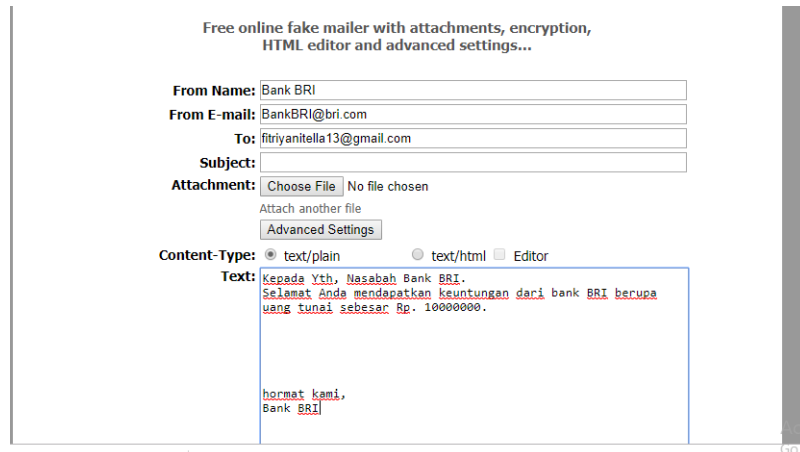 Free online fake mailer with attachments, encryption,
HTML editor and advanced settings...
From Name: Bank BRI
From E-mail: BankBRI@bri.com
To: fitriyanitella13@gmail.com
Subject:
Attachment: Choose File No file chosen
Attach another file
Advanced Settings
Content-Type: text/plain text/html Editor
Text: Kepada Yth, Nasabah Bank BRI.
Selamat Anda mendapatkan keuntungan dari bank BRI berupa
uang tunai sebesar Rp. 10000000.
hormat kami,
Bank BRI